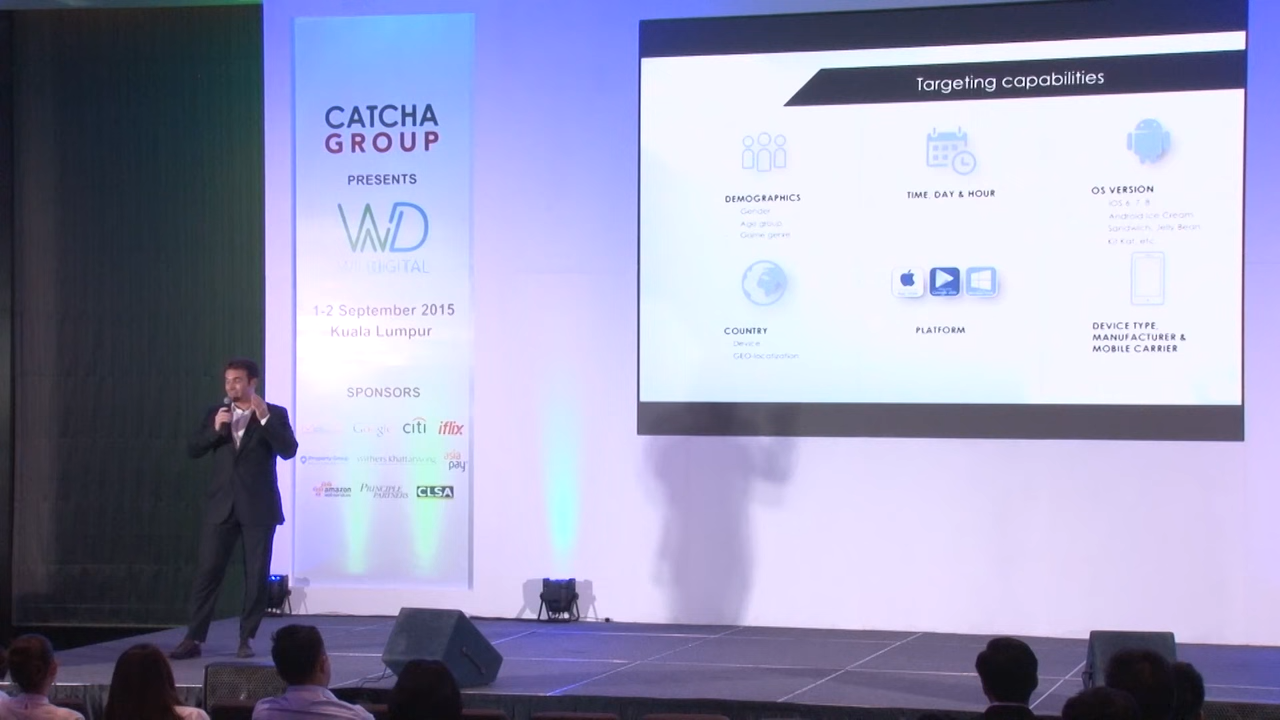 CATCHA
GROUP
PRESENTS
WD
DIGITAL
1-2 September 2015
Kuala Lumpur
SPONSORS
Google citi iflix
asia
pay
amazon
PRINCIPLE
PARTNERS
CLSA
Targeting capabilities
DEMOGRAPHICS
Gender
Age group
Game genre
TIME, DAY & HOUR
OS VERSION
iOS 6, 7, 8
Android Ice Cream
Sandwich, Jelly Bean,
Kit Kat, etc.
COUNTRY
Device
GEO-localization
PLATFORM
DEVICE TYPE,
MANUFACTURER &
MOBILE CARRIER